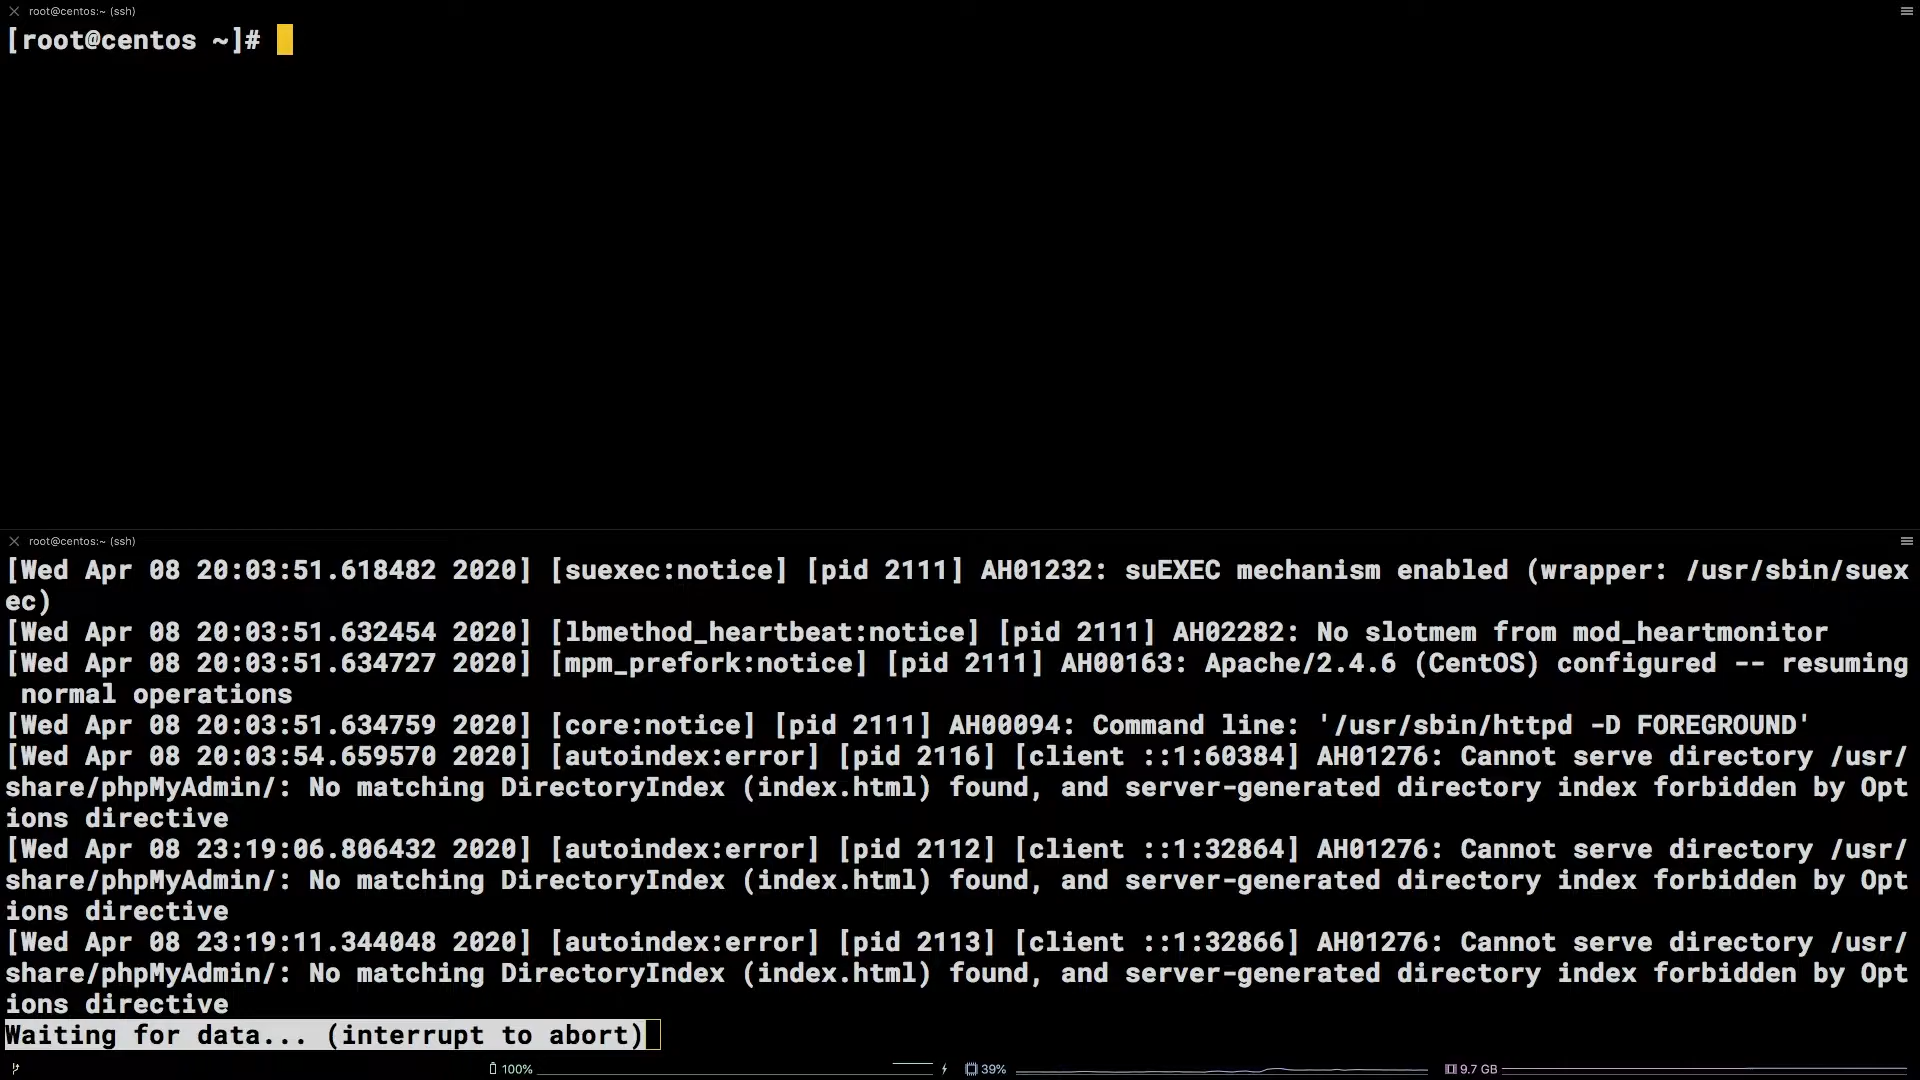 root@centos:~ (ssh)
[root@centos ~]#
root@centos:~ (ssh)
[Wed Apr 08 20:03:51.618482 2020] [suexec:notice] [pid 2111] AH01232: suEXEC mechanism enabled (wrapper: /usr/sbin/suex
ec)
[Wed Apr 08 20:03:51.632454 2020] [lbmethod_heartbeat:notice] [pid 2111] AH02282: No slotmem from mod_heartmonitor
[Wed Apr 08 20:03:51.634727 2020] [mpm_prefork:notice] [pid 2111] AH00163: Apache/2.4.6 (CentOS) configured -- resuming
 normal operations
[Wed Apr 08 20:03:51.634759 2020] [core:notice] [pid 2111] AH00094: Command line: '/usr/sbin/httpd -D FOREGROUND'
[Wed Apr 08 20:03:54.659570 2020] [autoindex:error] [pid 2116] [client ::1:60384] AH01276: Cannot serve directory /usr/
share/phpMyAdmin/: No matching DirectoryIndex (index.html) found, and server-generated directory index forbidden by Opt
ions directive
[Wed Apr 08 23:19:06.806432 2020] [autoindex:error] [pid 2112] [client ::1:32864] AH01276: Cannot serve directory /usr/
share/phpMyAdmin/: No matching DirectoryIndex (index.html) found, and server-generated directory index forbidden by Opt
ions directive
[Wed Apr 08 23:19:11.344048 2020] [autoindex:error] [pid 2113] [client ::1:32866] AH01276: Cannot serve directory /usr/
share/phpMyAdmin/: No matching DirectoryIndex (index.html) found, and server-generated directory index forbidden by Opt
ions directive
Waiting for data... (interrupt to abort)
100% 39% 9.7 GB